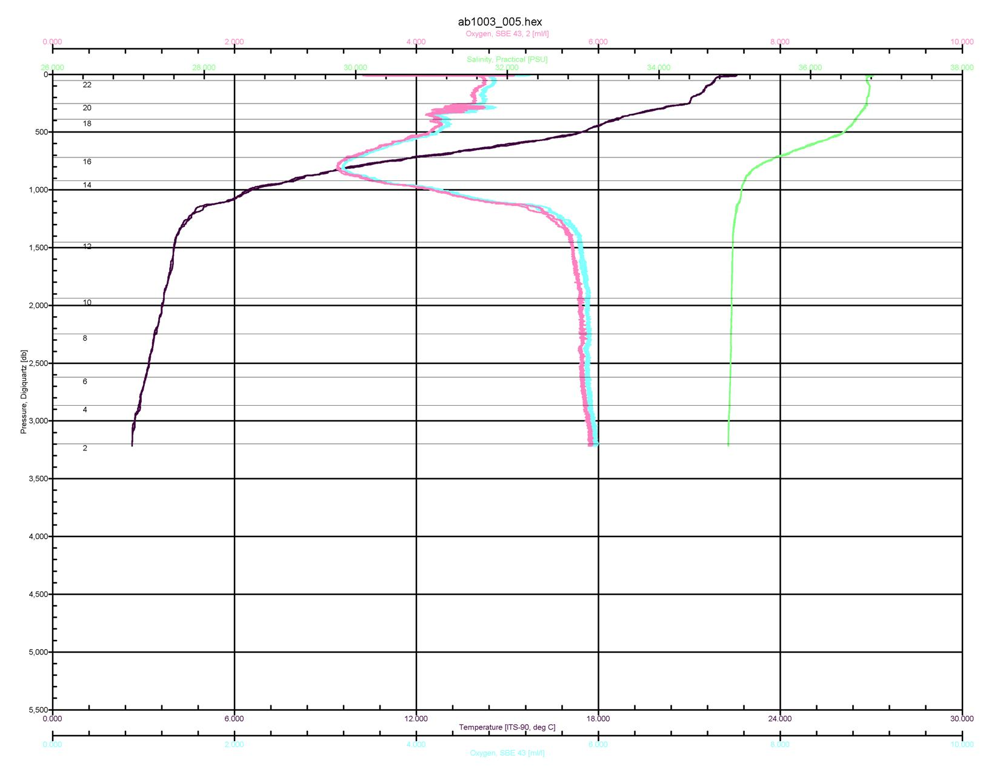 ab1003_005.hex
Oxygen, SBE 43, 2 [ml/l]
0.000 2.000 4.000 6.000 8.000 10.000
Salinity, Practical [PSU]
26.000 28.000 30.000 32.000 34.000 36.000 38.000
0
22
20
18
500
16
14
1,000
12
1,500
10
2,000
8
2,500
6
Pressure, Digiquartz [db]
4
3,000
2
3,500
4,000
4,500
5,000
5,500
0.000 6.000 12.000 18.000 24.000 30.000
Temperature [ITS-90, deg C]
0.000 2.000 4.000 6.000 8.000 10.000
Oxygen, SBE 43 [ml/l]